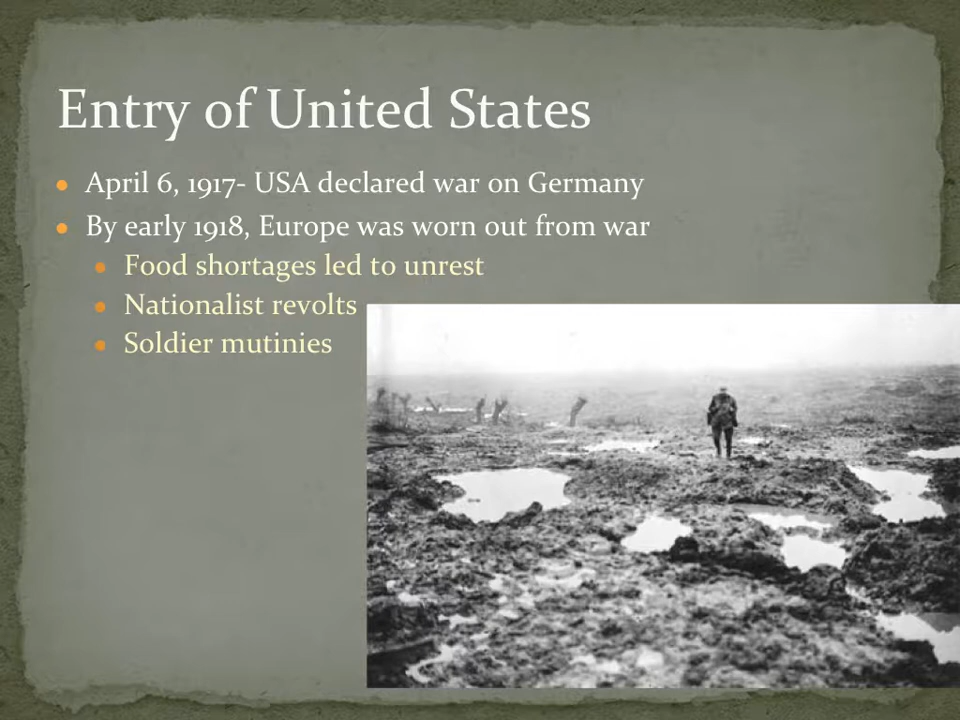 Entry of United States
• April 6, 1917- USA declared war on Germany
• By early 1918, Europe was worn out from war
• Food shortages led to unrest
• Nationalist revolts
• Soldier mutinies